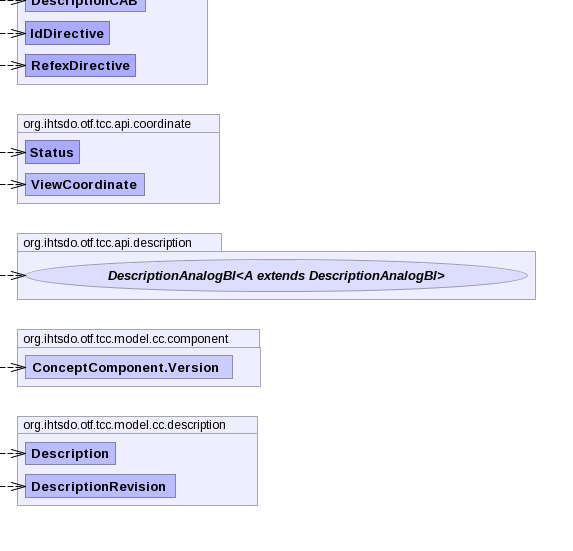 DescriptionCAB
IdDirective
RefexDirective
org.ihtsdo.otf.tcc.api.coordinate
Status
ViewCoordinate
org.ihtsdo.otf.tcc.api.description
DescriptionAnalogBI<A extends DescriptionAnalogBI>
org.ihtsdo.otf.tcc.model.cc.component
ConceptComponent.Version
org.ihtsdo.otf.tcc.model.cc.description
Description
DescriptionRevision